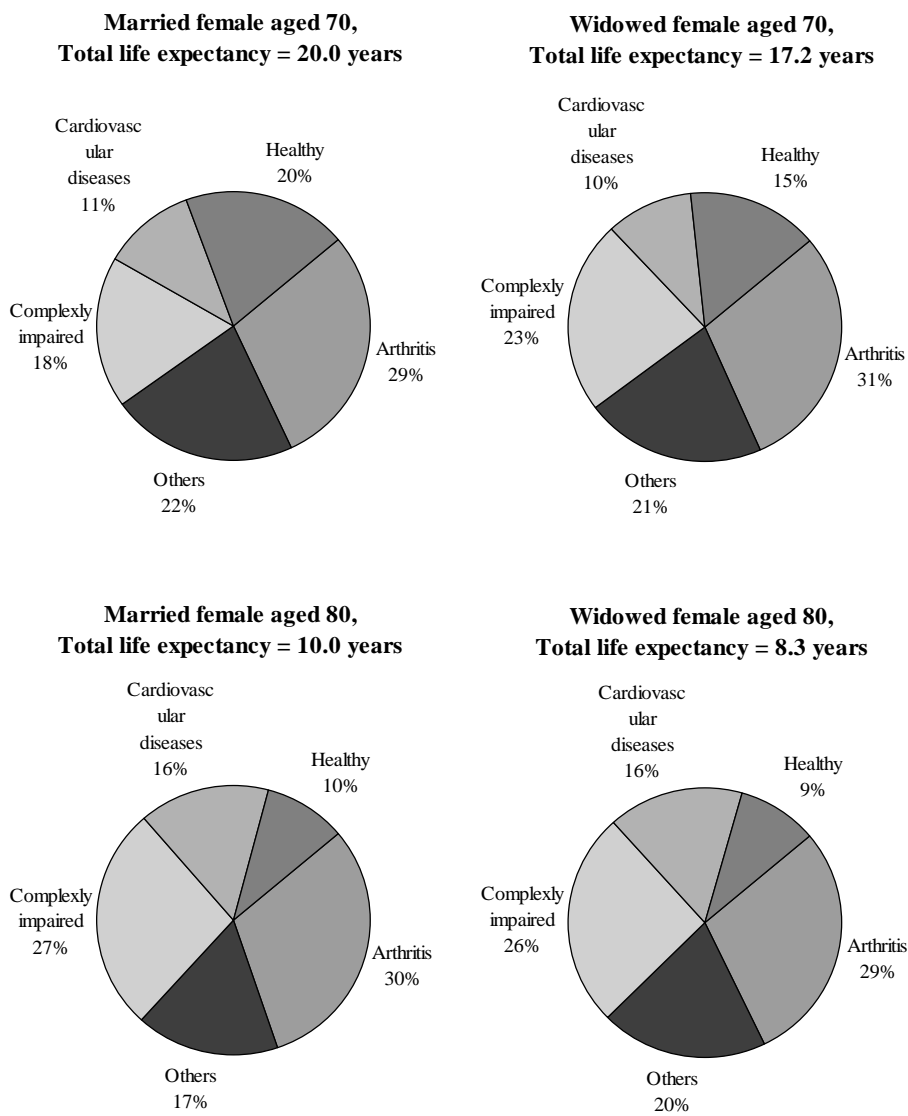 Married female aged 70,
Total life expectancy = 20.0 years
Cardiovasc
ular
diseases
11%
Healthy
20%
Complexly
impaired
18%
Arthritis
29%
Others
22%
Widowed female aged 70,
Total life expectancy = 17.2 years
Cardiovasc
ular
diseases
10%
Healthy
15%
Complexly
impaired
23%
Arthritis
31%
Others
21%
Married female aged 80,
Total life expectancy = 10.0 years
Cardiovasc
ular
diseases
16%
Healthy
10%
Complexly
impaired
27%
Arthritis
30%
Others
17%
Widowed female aged 80,
Total life expectancy = 8.3 years
Cardiovasc
ular
diseases
16%
Healthy
9%
Complexly
impaired
26%
Arthritis
29%
Others
20%